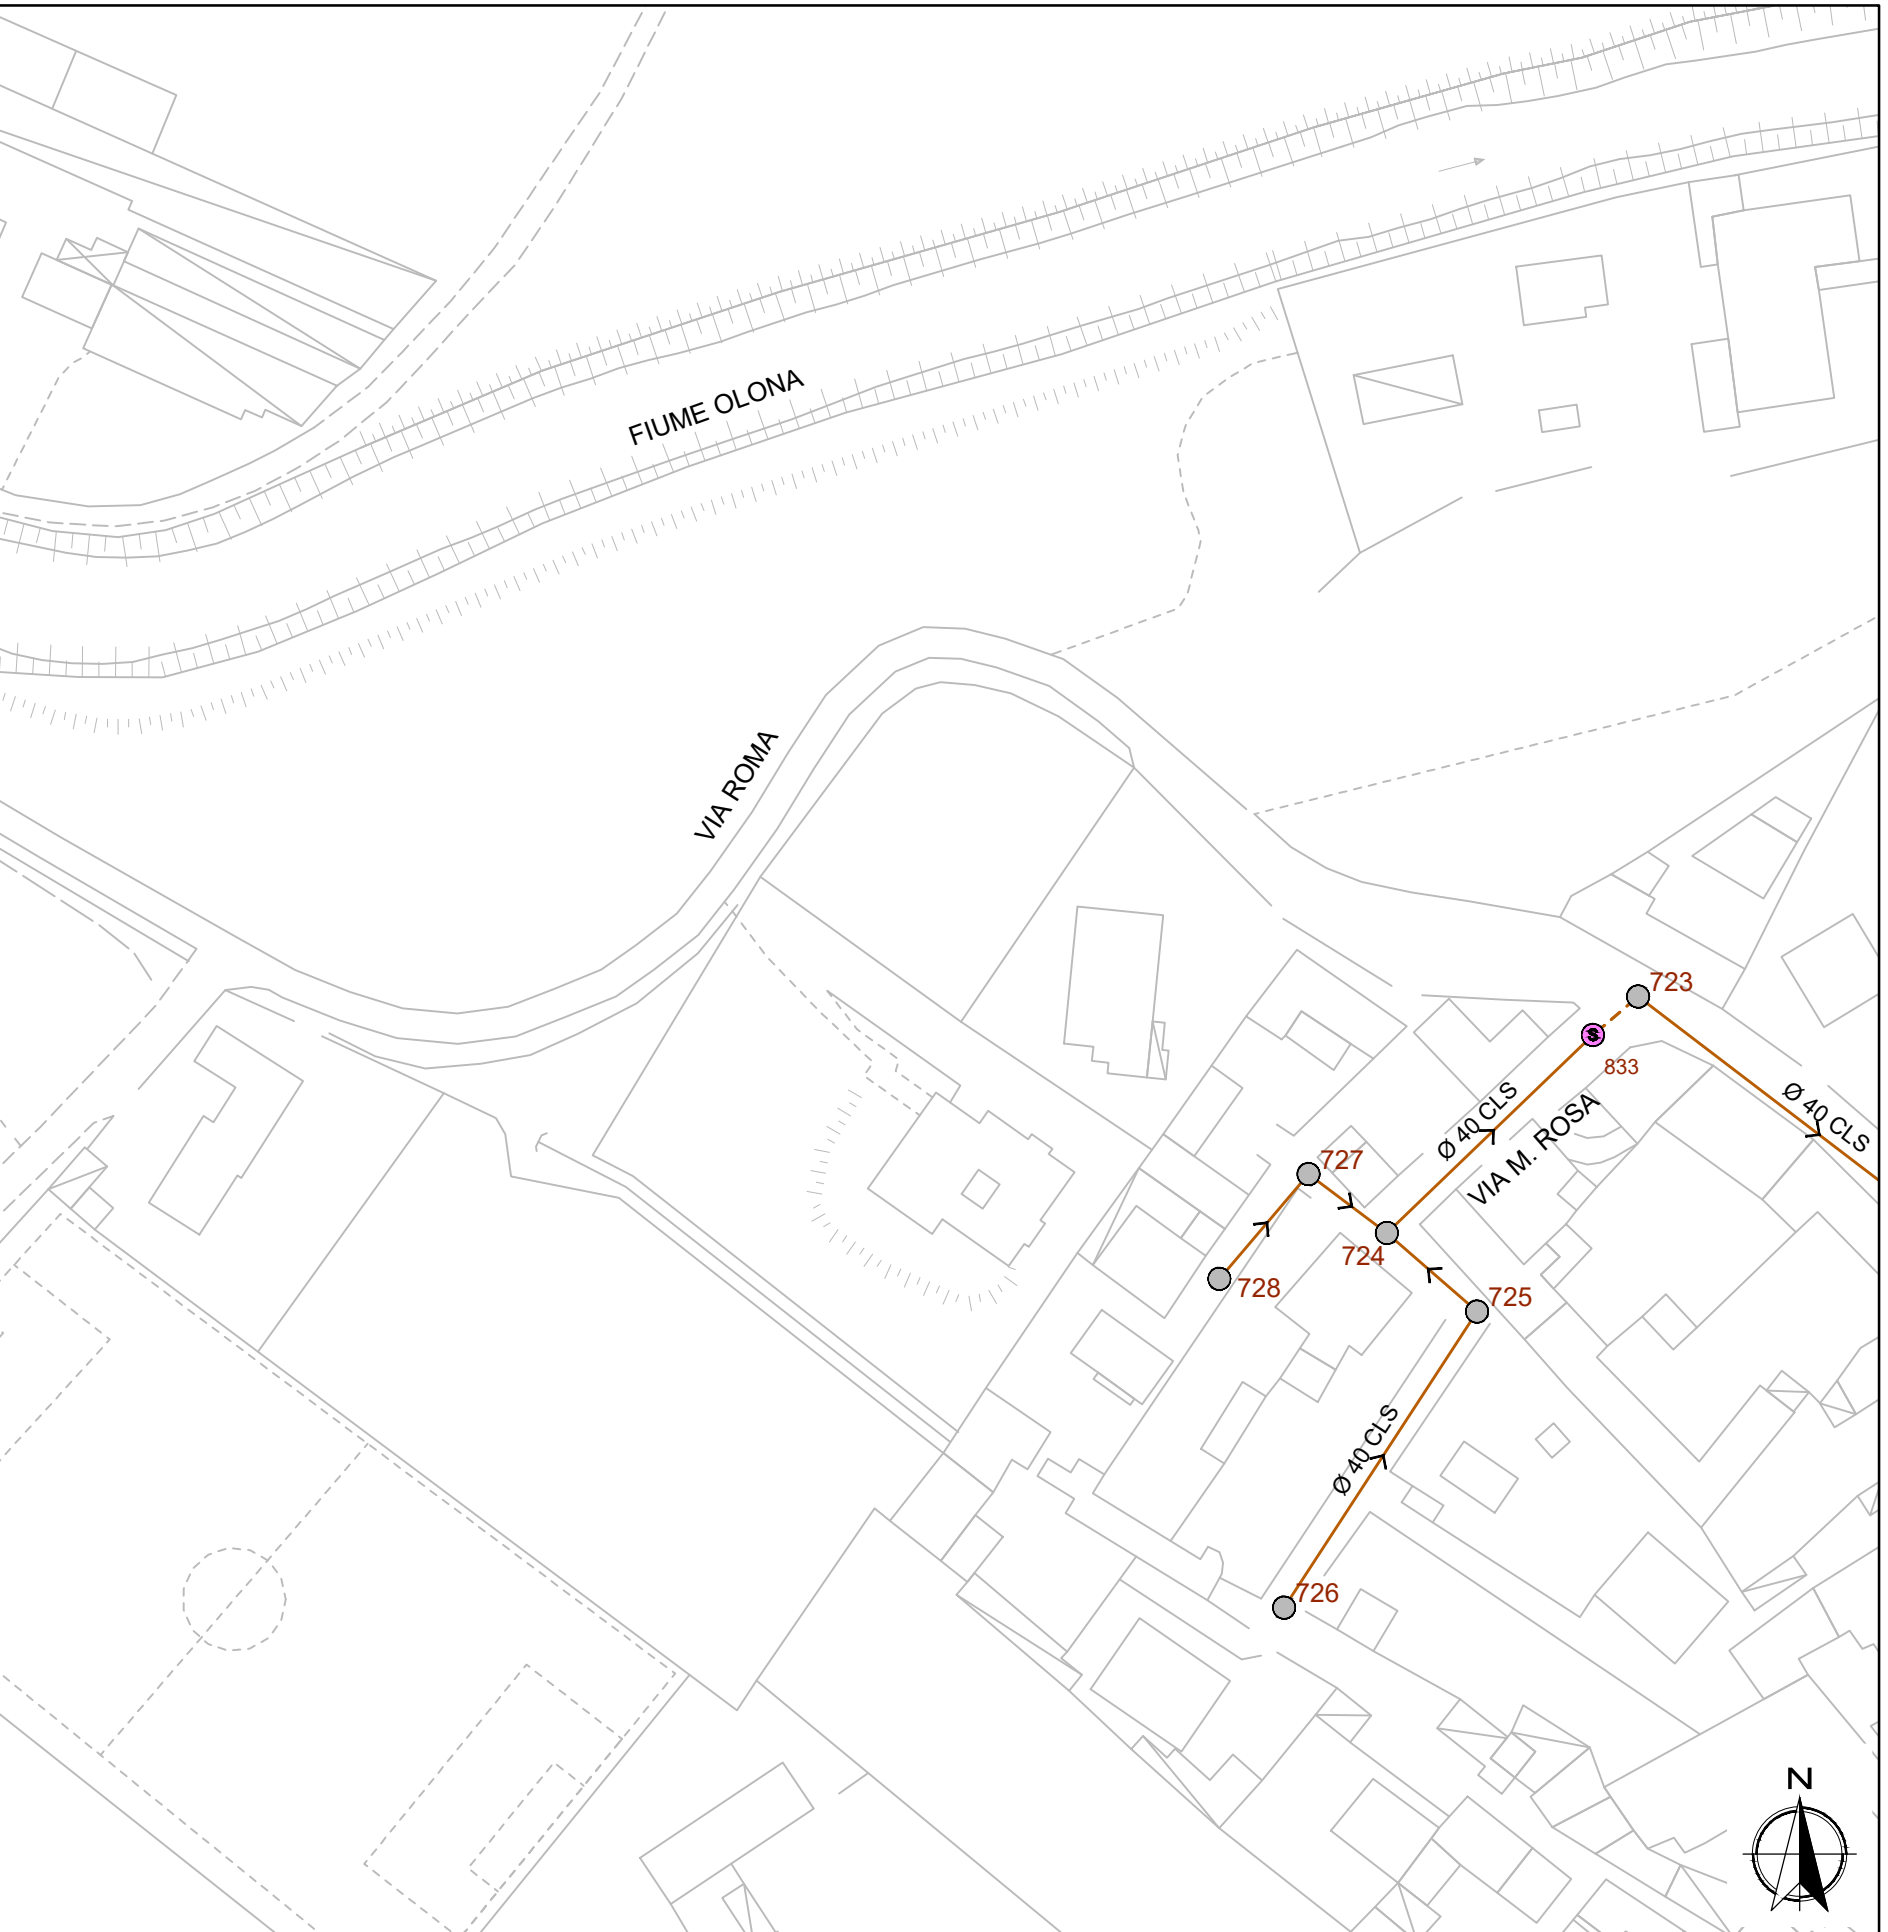 FIUME OLONA
VIA ROMA
723
S
833
Ø 40 CLS
Ø 40 CLS
VIA M. ROSA
727
724
728
725
Ø 40 CLS
726
N